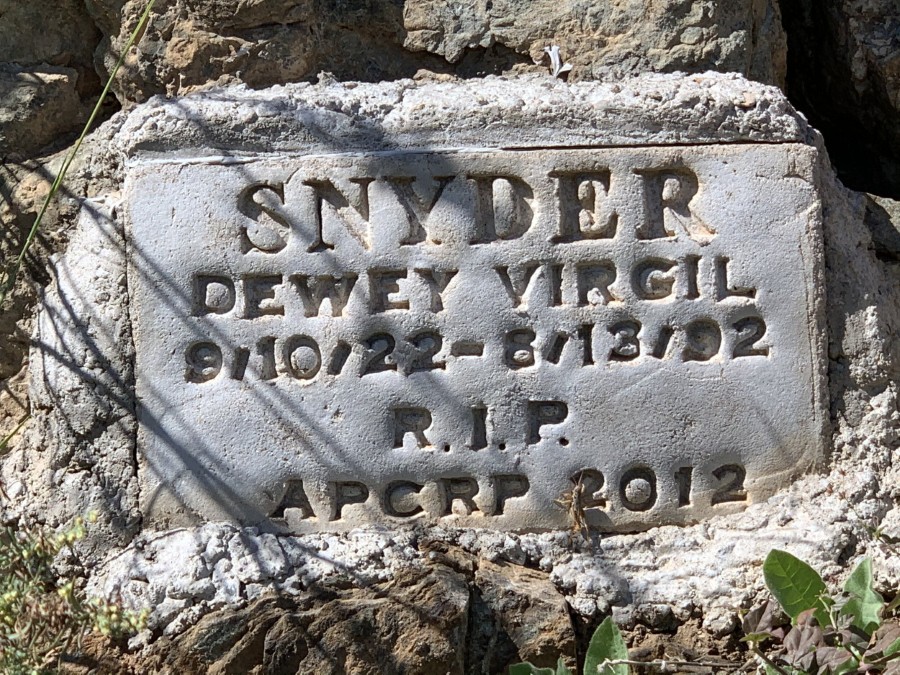 SNYDER
DEWEY VIRGIL
9/10/22-8/13/92
R.I.P.
APCRP 2012